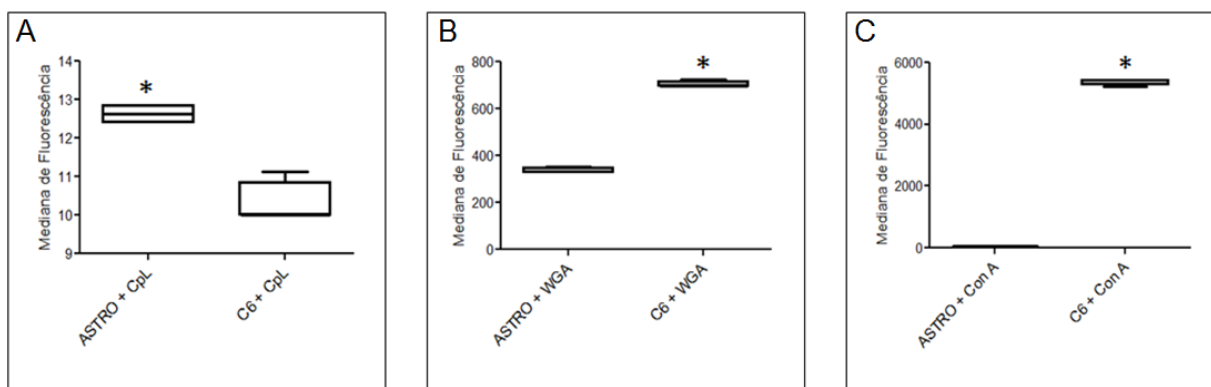 A
Mediana de Fluorescência
14
13
12
11
10
9
*
ASTRO + CpL
C6 + CpL
B
Mediana de Fluorescência
800
600
400
200
0
*
ASTRO + WGA
C6 + WGA
C
Mediana de Fluorescência
6000
4000
2000
0
*
ASTRO + Con A
C6 + Con A